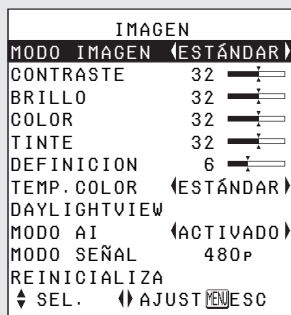 IMAGEN
MODO IMAGEN ESTÁNDAR
CONTRASTE 32
BRILLO 32
COLOR 32
TINTE 32
DEFINICION 6
TEMP.COLOR ESTÁNDAR
DAYLIGHTVIEW
MODO AI ACTIVADO
MODO SEÑAL 480P
REINICIALIZA
SEL. AJUST MENU ESC